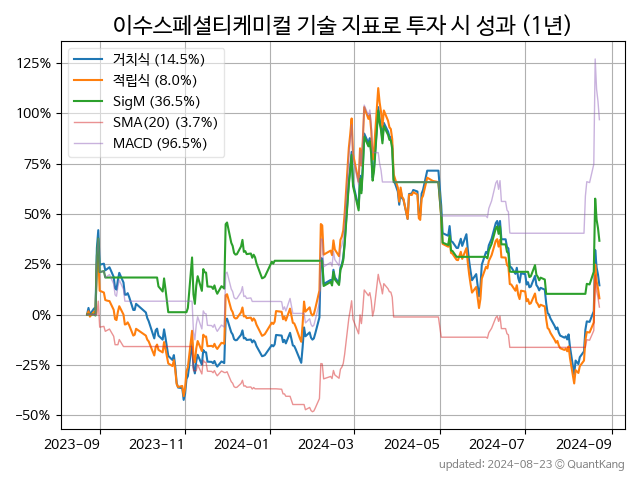 이수스페셜티케미컬 기술 지표로 투자 시 성과 (1년)
거치식 (14.5%)
적립식 (8.0%)
SigM (36.5%)
SMA(20) (3.7%)
MACD (96.5%)
125%
100%
75%
50%
25%
0%
−25%
−50%
2023-09
2023-11
2024-01
2024-03
2024-05
2024-07
2024-09
updated: 2024-08-23 © QuantKang